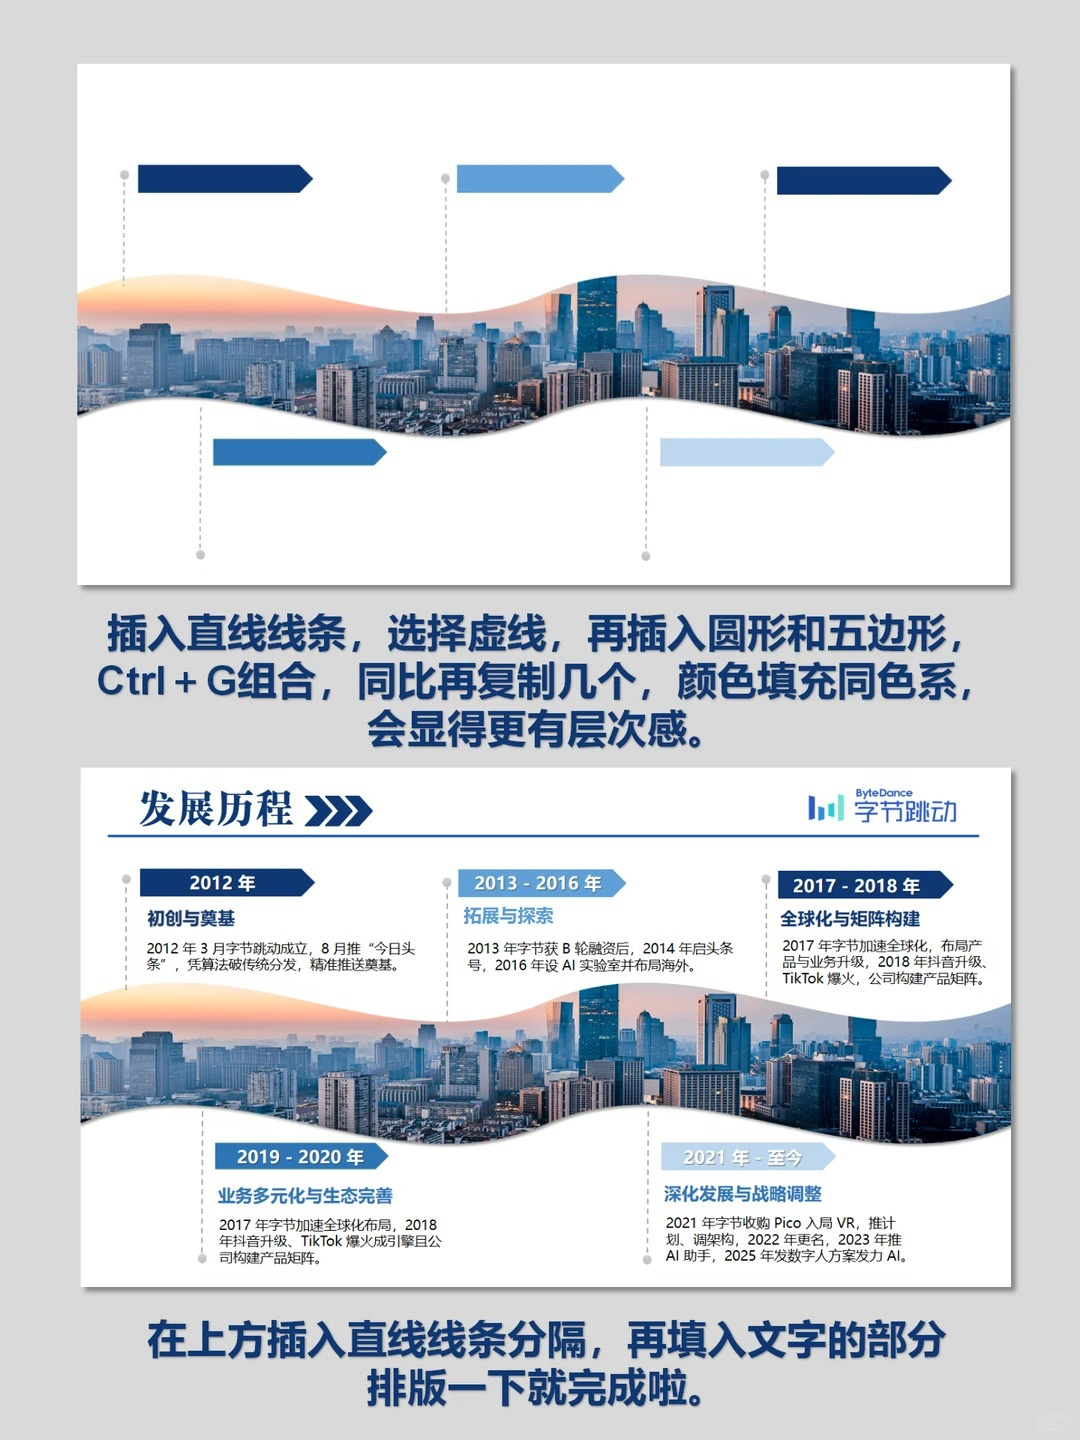 插入直线线条，选择虚线，再插入圆形和五边形，
Ctrl + G组合，同比再复制几个，颜色填充同色系，
会显得更有层次感。
发展历程
ByteDance
字节跳动
2012 年
初创与奠基
2012 年 3 月字节跳动成立，8 月推“今日头
条”，凭算法破传统分发，精准推送奠基。
2013 - 2016 年
拓展与探索
2013 年字节获 B 轮融资后，2014 年启头条
号，2016 年设 AI 实验室并布局海外。
2017 - 2018 年
全球化与矩阵构建
2017 年字节加速全球化，布局产
品与业务升级，2018 年抖音升级、
TikTok 爆火，公司构建产品矩阵。
2019 - 2020 年
业务多元化与生态完善
2017 年字节加速全球化布局，2018
年抖音升级、TikTok 爆火成引擎且公
司构建产品矩阵。
2021 年 - 至今
深化发展与战略调整
2021 年字节收购 Pico 入局 VR，推计
划、调架构，2022 年更名，2023 年推
AI 助手，2025 年发数字人方案发力 AI。
在上方插入直线线条分隔，再填入文字的部分
排版一下就完成啦。